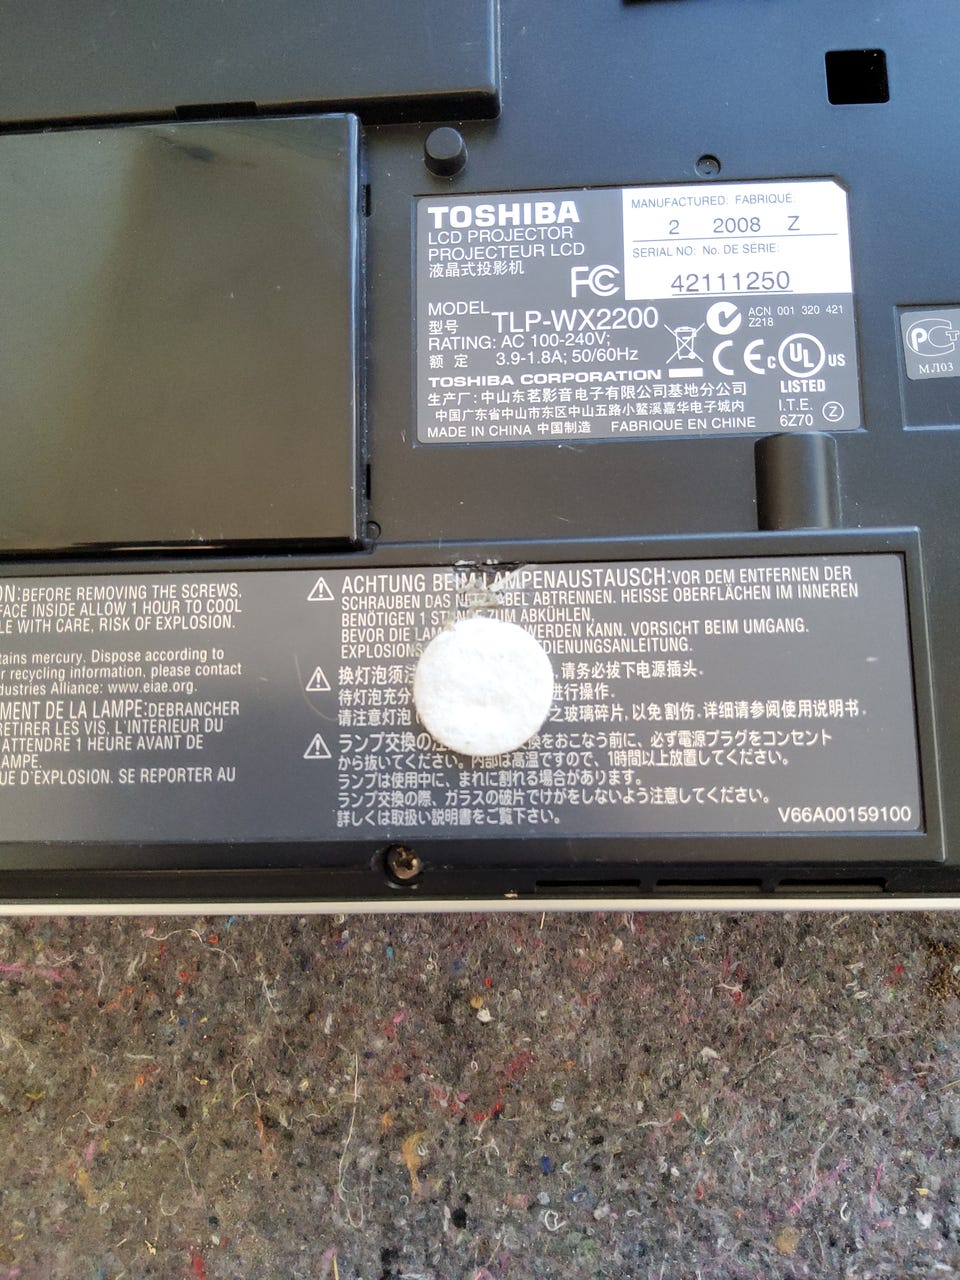 TOSHIBA
LCD PROJECTOR
PROJECTEUR LCD
液晶式投影机
FC
MANUFACTURED: FABRIQUÉ:
2 2008 Z
SERIAL NO: No. DE SÉRIE:
42111250
MODEL
型号 TLP-WX2200
RATING: AC 100-240V;
额 定 3.9-1.8A; 50/60Hz
ACN 001 320 421
Z218
CE
c UL US
LISTED
I.T.E.
6Z70
Z
TOSHIBA CORPORATION
生产厂: 中山东茗影音电子有限公司基地分公司
中国广东省中山市东区中山五路小鳌溪嘉华电子城内
MADE IN CHINA 中国制造 FABRIQUE EN CHINE
PCT
MJ103
ON: BEFORE REMOVING THE SCREWS,
FACE INSIDE ALLOW 1 HOUR TO COOL
LE WITH CARE, RISK OF EXPLOSION.
tains mercury. Dispose according to
r recycling information, please contact
dustries Alliance: www.eiae.org.
MENT DE LA LAMPE: DEBRANCHER
RETIRER LES VIS. L'INTERIEUR DU
ATTENDRE 1 HEURE AVANT DE
AMPE.
UE D'EXPLOSION. SE REPORTER AU
ACHTUNG BEIM LAMPENAUSTAUSCH: VOR DEM ENTFERNEN DER
SCHRAUBEN DAS NETZKABEL ABTRENNEN. HEISSE OBERFLÄCHEN IM INNEREN
BENÖTIGEN 1 STUNDE ZUM ABKÜHLEN,
BEVOR DIE LAM WERDEN KANN. VORSICHT BEIM UMGANG.
EXPLOSIONS EDIENUNGSANLEITUNG.
换灯泡须注 ,请务必拔下电源插头.
待灯泡充分 进行操作.
请注意灯泡( 之玻璃碎片,以免割伤.详细请参阅使用说明书.
ランプ交換の注 換をおこなう前に、必ず電源プラグをコンセント
から抜いてください。内部は高温ですので、1時間以上放置してください。
ランプは使用中に、まれに割れる場合があります。
ランプ交換の際、ガラスの破片でけがをしないよう注意してください。
詳しくは取扱い説明書をご覧下さい。
V66A00159100